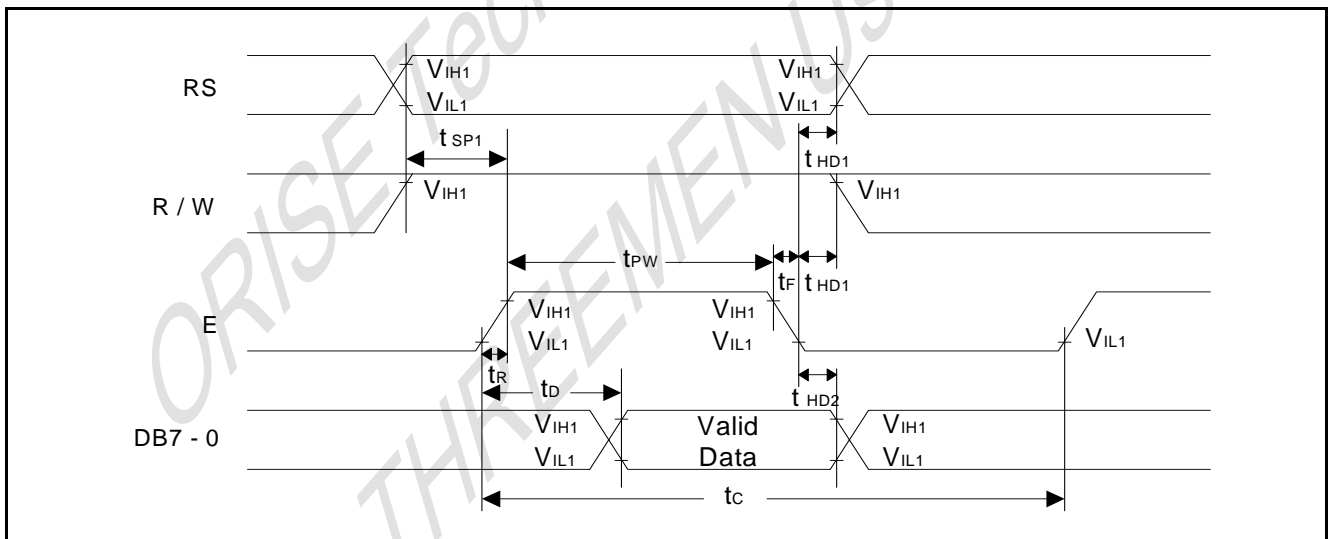 ORISE Tech
THREEMEN Us
RS
VIH1
VIH1
VIL1
VIL1
t SP1
t HD1
R / W
VIH1
VIH1
tPW
tF
t HD1
E
VIH1
VIH1
VIL1
VIL1
VIL1
tR
tD
t HD2
DB7 - 0
VIH1
Valid
VIH1
VIL1
Data
VIL1
tC